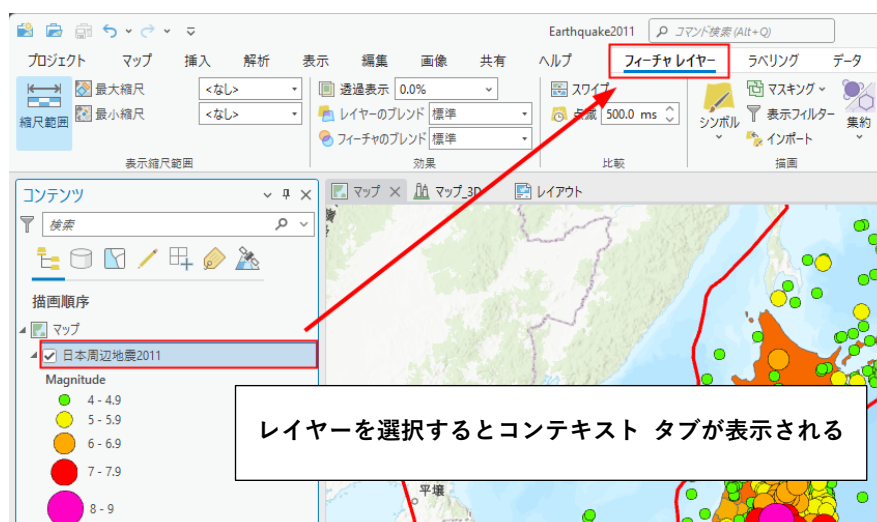 Earthquake2011
コマンド検索 (Alt+Q)
プロジェクト マップ 挿入 解析 表示 編集 画像 共有 ヘルプ フィーチャ レイヤー ラベリング データ
縮尺範囲
最大縮尺 <なし>
最小縮尺 <なし>
表示縮尺範囲
透過表示 0.0%
レイヤーのブレンド 標準
フィーチャのブレンド 標準
効果
スワイプ
点滅 500.0 ms
比較
シンボル
マスキング
表示フィルター
インポート
集約
描画
コンテンツ
検索
描画順序
マップ
日本周辺地震2011
Magnitude
4 - 4.9
5 - 5.9
6 - 6.9
7 - 7.9
8 - 9
マップ マップ_3D レイアウト
レイヤーを選択するとコンテキスト タブが表示される
平壌